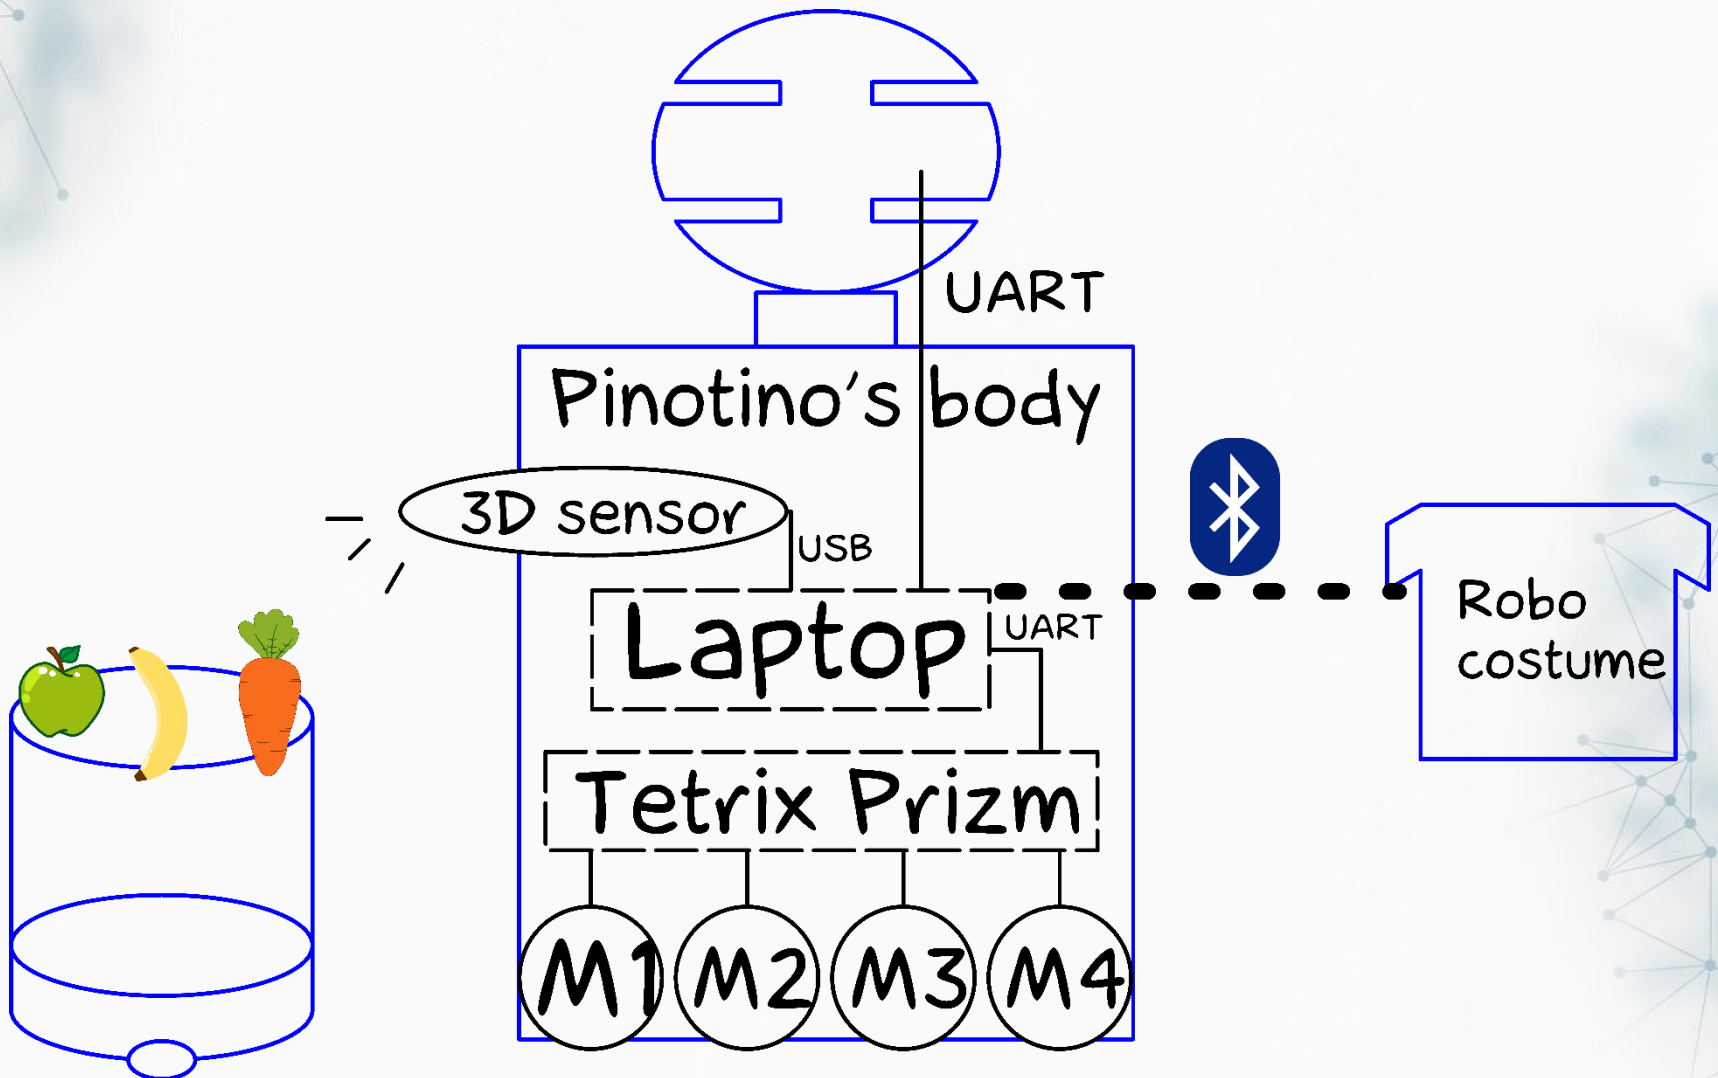 UART
Pinotino's body
3D sensor
USB
Laptop
UART
Robo
costume
Tetrix Prizm
M1
M2
M3
M4